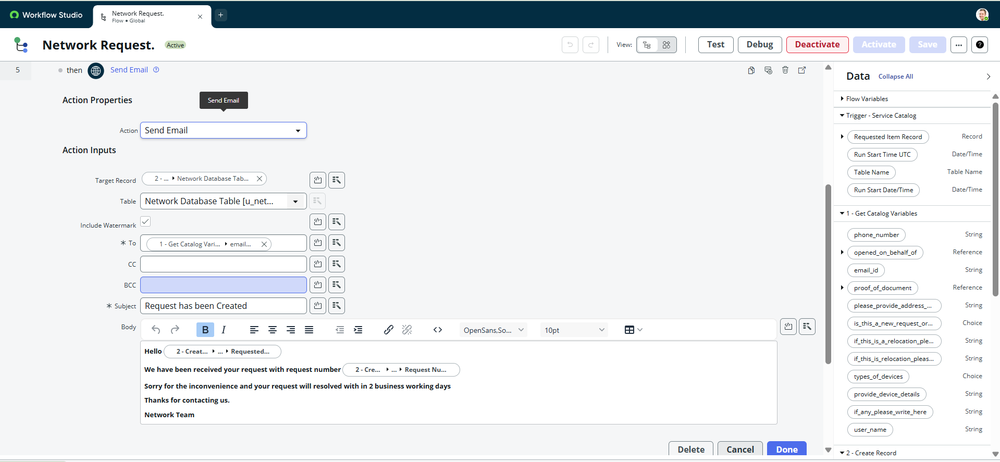 Workflow Studio
Network Request.
Flow • Global
Network Request.
Active
View:
Test
Debug
Deactivate
Activate
Save
5
then
Send Email
Action Properties
Send Email
Action
Send Email
Action Inputs
Target Record
2 - ... Network Database Tab...
Table
Network Database Table [u_net...
Include Watermark
* To
1 - Get Catalog Vari... email...
CC
BCC
* Subject
Request has been Created
Body
B I
OpenSans,So...
10pt
Hello 2 - Creat... ... Requested...
We have been received your request with request number 2 - Cre... ... Request Nu...
Sorry for the inconvenience and your request will resolved with in 2 business working days
Thanks for contacting us.
Network Team
Delete
Cancel
Done
Data
Collapse All
Flow Variables
Trigger - Service Catalog
Requested Item Record Record
Run Start Time UTC Date/Time
Table Name Table Name
Run Start Date/Time Date/Time
1 - Get Catalog Variables
phone_number String
opened_on_behalf_of Reference
email_id String
proof_of_document Reference
please_provide_address_... String
is_this_a_new_request_or... Choice
if_this_is_a_relocation_ple... String
if_this_is_relocation_pleas... String
types_of_devices Choice
provide_device_details String
if_any_please_write_here String
user_name String
2 - Create Record